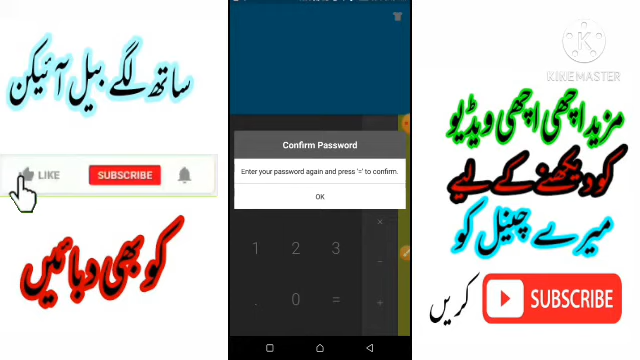 ساتھ لگے بیل آئیکن
LIKE
SUBSCRIBE
کو بھی دبائیں
Confirm Password
Enter your password again and press '=' to confirm.
OK
×
1 2 3
−
. 0 = +
KINEMASTER
مزید اچھی اچھی ویڈیو
کو دیکھنے کے لیے
میرے چینل کو
SUBSCRIBE کریں